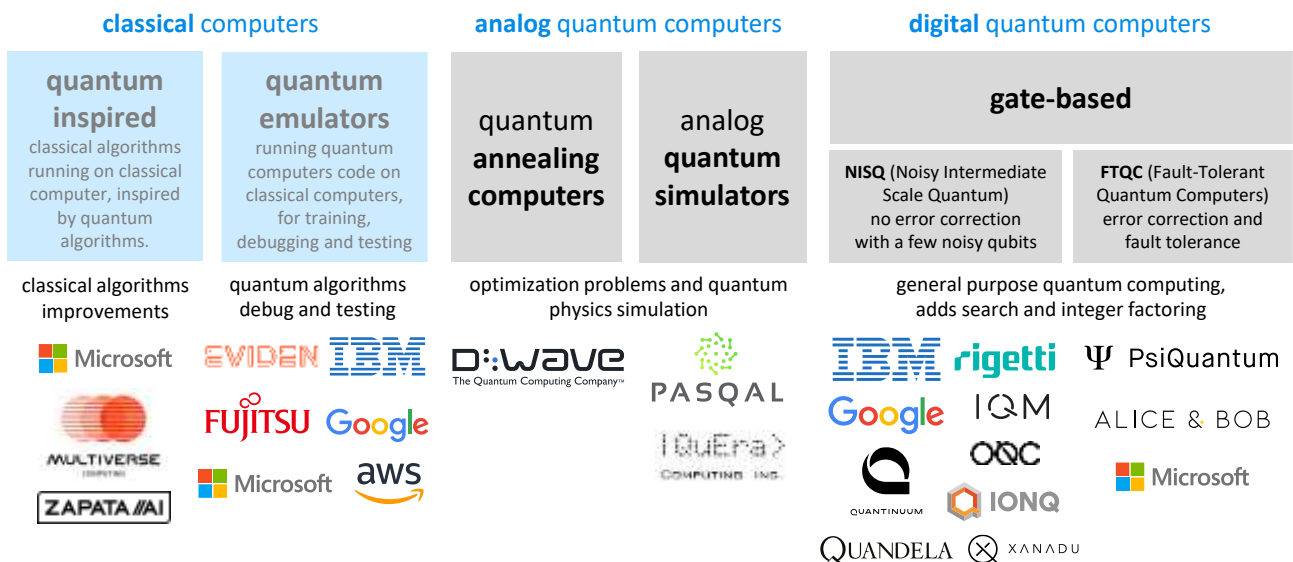 classical computers
analog quantum computers
digital quantum computers
quantum
inspired
classical algorithms
running on classical
computer, inspired
by quantum
algorithms.
quantum
emulators
running quantum
computers code on
classical computers,
for training,
debugging and testing
quantum
annealing
computers
analog
quantum
simulators
gate-based
NISQ (Noisy Intermediate
Scale Quantum)
no error correction
with a few noisy qubits
FTQC (Fault-Tolerant
Quantum Computers)
error correction and
fault tolerance
classical algorithms
improvements
quantum algorithms
debug and testing
optimization problems and quantum
physics simulation
general purpose quantum computing,
adds search and integer factoring
Microsoft
MULTIVERSE
COMPUTING
ZAPATA //AI
EVIDEN
IBM
FUJITSU
Google
Microsoft
aws
D:wave
The Quantum Computing Company™
PASQAL
|QuEra>
COMPUTING INC.
IBM
rigetti
Google
IQM
OQC
QUANTINUUM
IONQ
QUANDELA
XANADU
Ψ PsiQuantum
ALICE & BOB
Microsoft